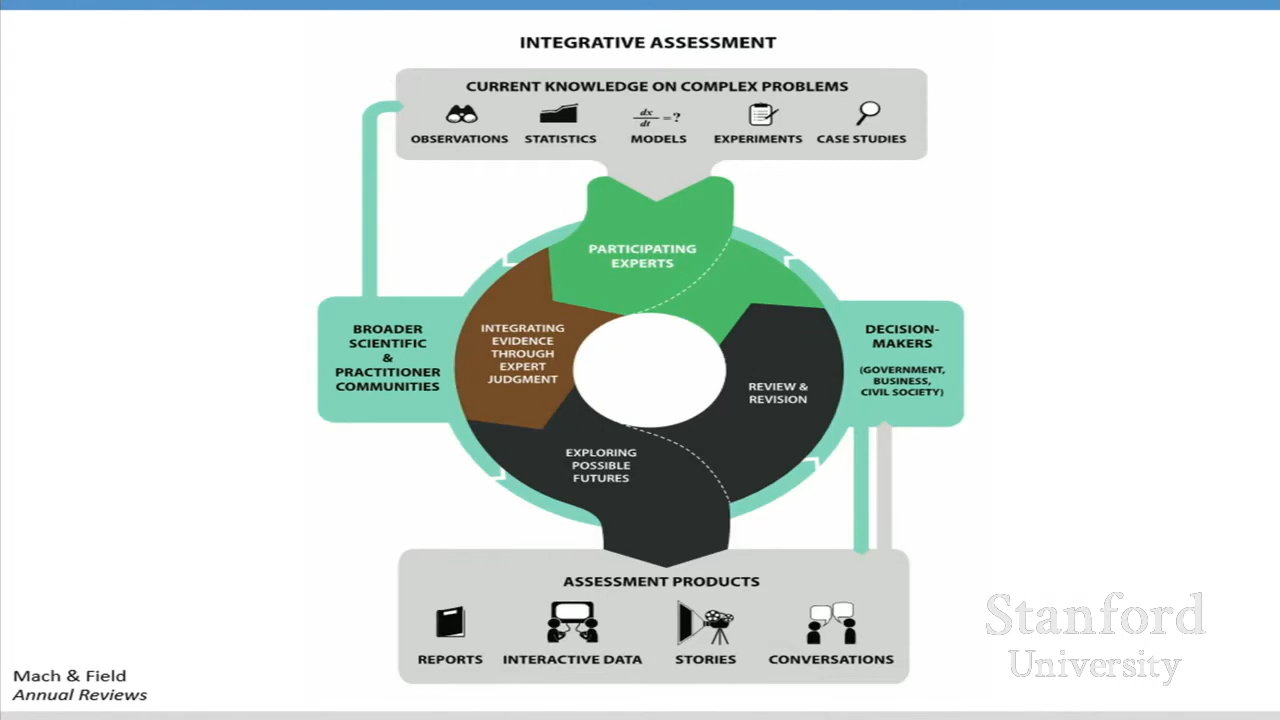 INTEGRATIVE ASSESSMENT
CURRENT KNOWLEDGE ON COMPLEX PROBLEMS
dx
dt =?
OBSERVATIONS STATISTICS MODELS EXPERIMENTS CASE STUDIES
PARTICIPATING
EXPERTS
INTEGRATING
EVIDENCE
THROUGH
EXPERT
JUDGMENT
BROADER
SCIENTIFIC
&
PRACTITIONER
COMMUNITIES
DECISION-
MAKERS
(GOVERNMENT,
BUSINESS,
CIVIL SOCIETY)
REVIEW &
REVISION
EXPLORING
POSSIBLE
FUTURES
ASSESSMENT PRODUCTS
REPORTS INTERACTIVE DATA STORIES CONVERSATIONS
Mach & Field
Annual Reviews
Stanford
University